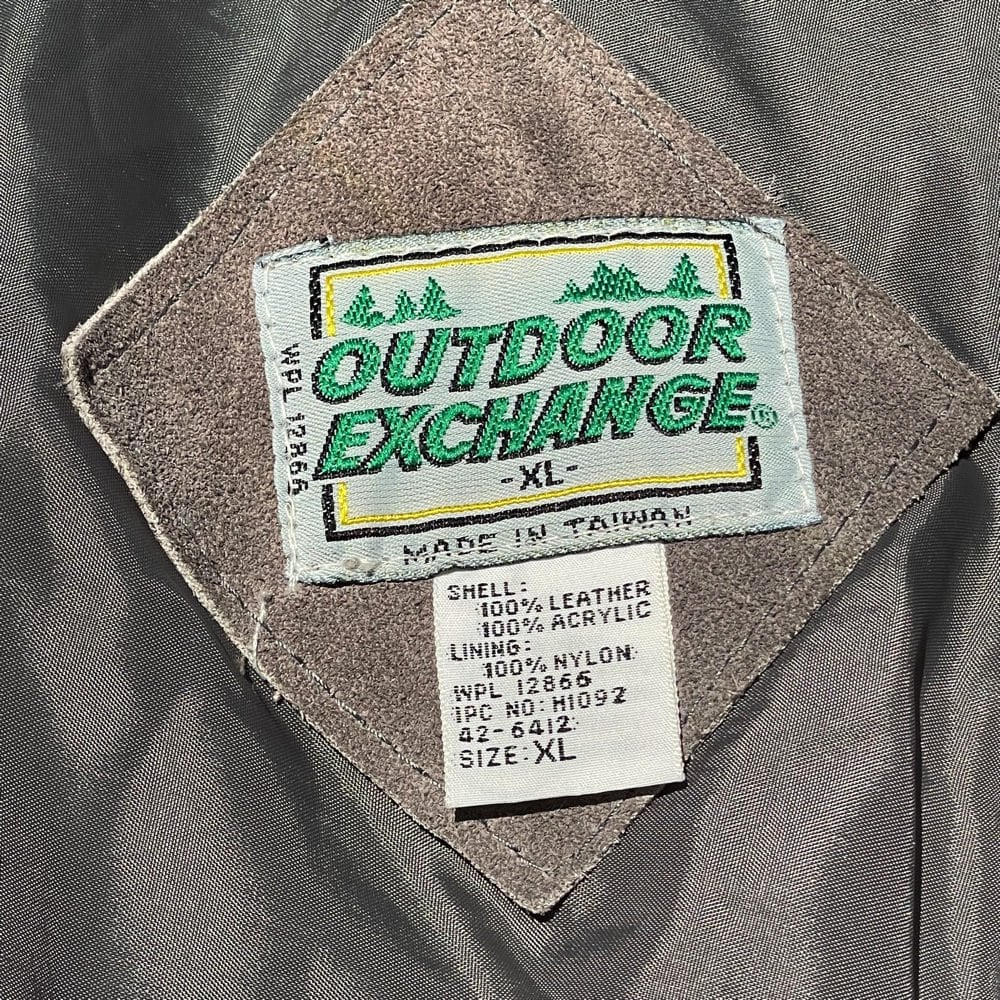 WPL 12866
OUTDOOR
EXCHANGE®
-XL-
MADE IN TAIWAN
SHELL:
100% LEATHER
100% ACRYLIC
LINING:
100% NYLON
WPL 12866
IPC NO: H1092
42-6412
SIZE: XL